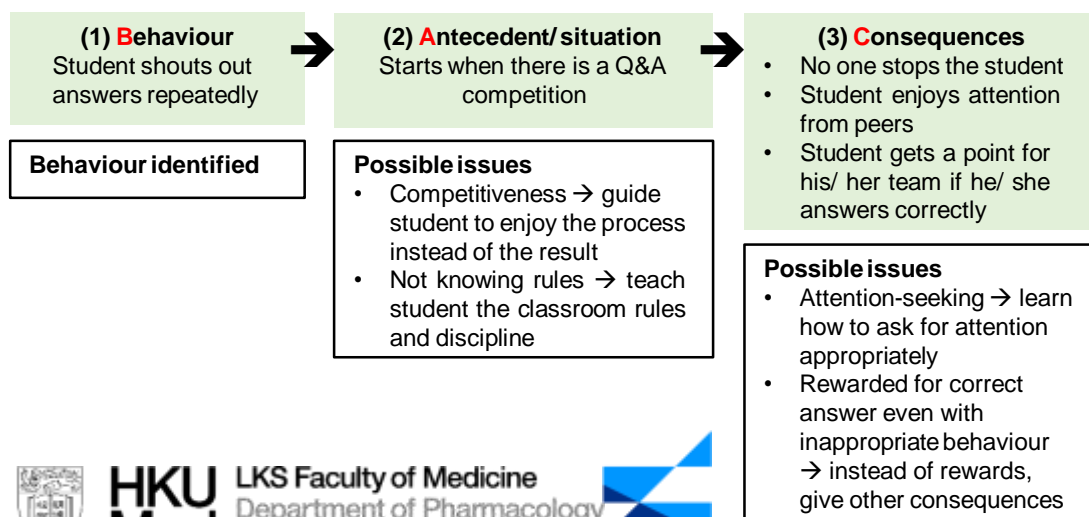 (1) Behaviour
Student shouts out
answers repeatedly
Behaviour identified
(2) Antecedent/ situation
Starts when there is a Q&A
competition
Possible issues
• Competitiveness → guide
student to enjoy the process
instead of the result
• Not knowing rules → teach
student the classroom rules
and discipline
(3) Consequences
• No one stops the student
• Student enjoys attention
from peers
• Student gets a point for
his/ her team if he/ she
answers correctly
Possible issues
• Attention-seeking → learn
how to ask for attention
appropriately
• Rewarded for correct
answer even with
inappropriate behaviour
→ instead of rewards,
give other consequences
HKU
LKS Faculty of Medicine
Department of Pharmacology